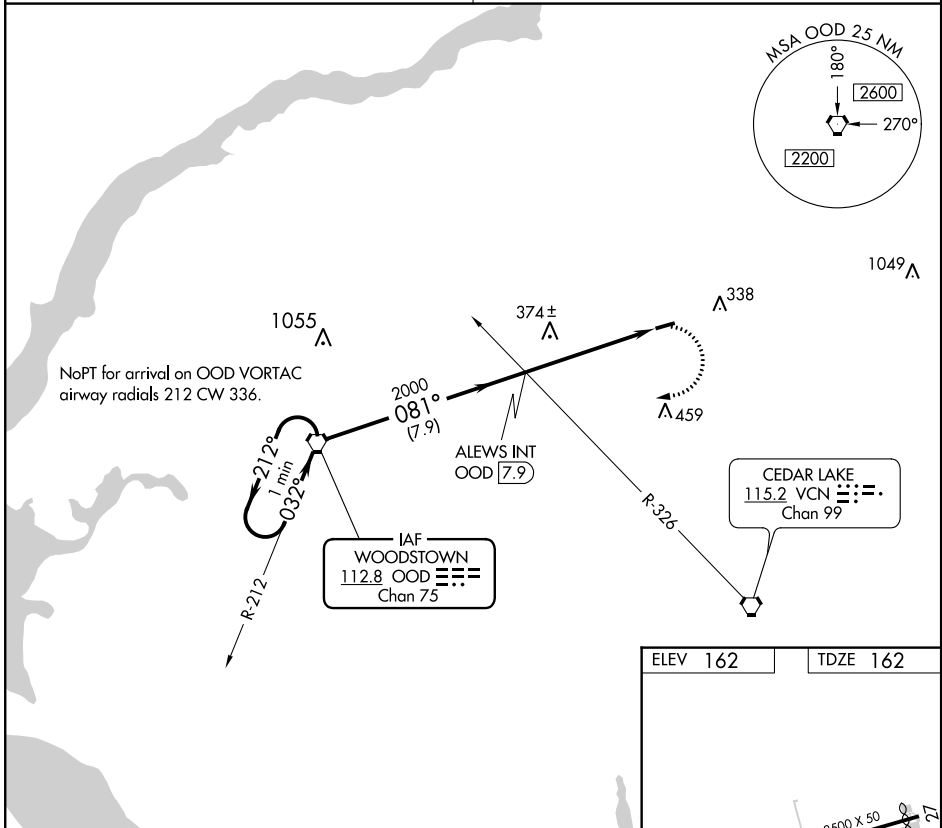 MSA OOD 25 NM
180°
2600
270°
2200
1049
338
374±
1055
NoPT for arrival on OOD VORTAC
airway radials 212 CW 336.
2000
081°
(7.9)
459
ALEWS INT
OOD 7.9
212°
1 min
032°
R-326
CEDAR LAKE
115.2 VCN
Chan 99
IAF
WOODSTOWN
112.8 OOD
Chan 75
R-212
ELEV 162
TDZE 162
3500 X 50
27